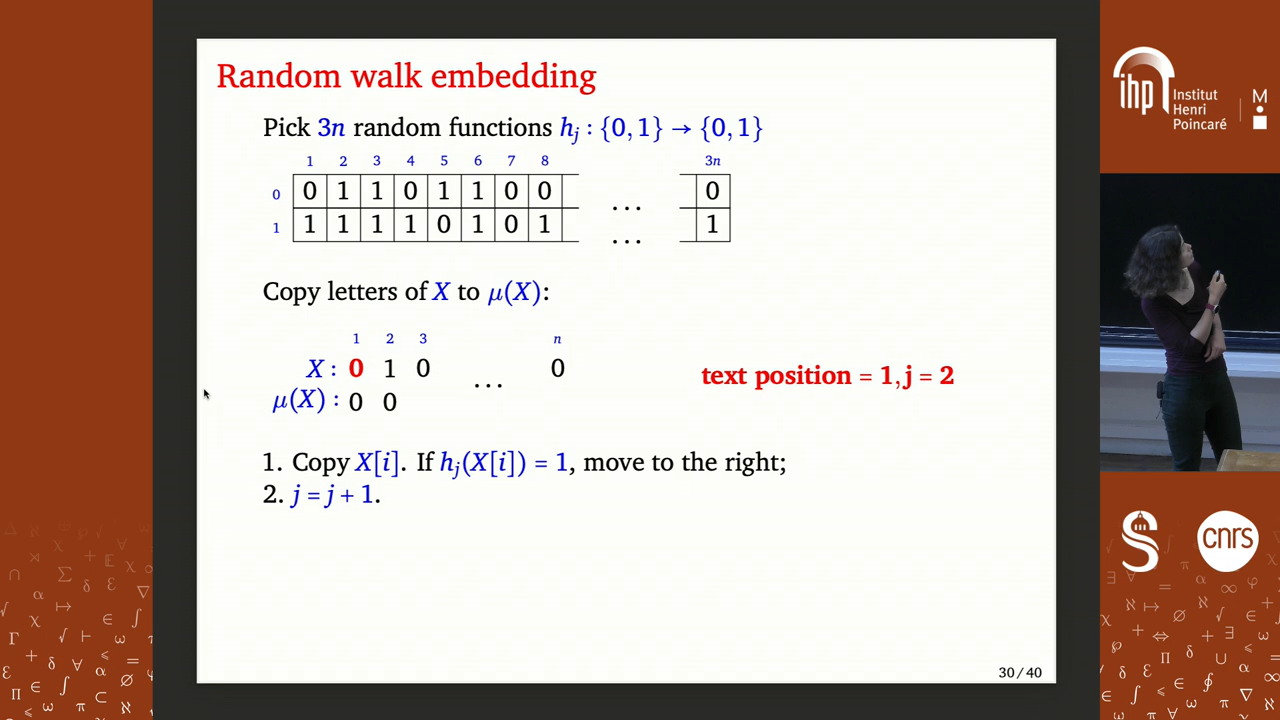 Random walk embedding
Pick 3n random functions hⱼ : {0, 1} → {0, 1}
1 2 3 4 5 6 7 8 3n
0 0 1 1 0 1 1 0 0 ... 0
1 1 1 1 1 0 1 0 1 ... 1
Copy letters of X to μ(X):
1 2 3 n
X : 0 1 0 ... 0
μ(X) : 0 0
text position = 1, j = 2
1. Copy X[i]. If hⱼ(X[i]) = 1, move to the right;
2. j = j + 1.
30 / 40
ihp
Institut
Henri
Poincaré
M
CNRS